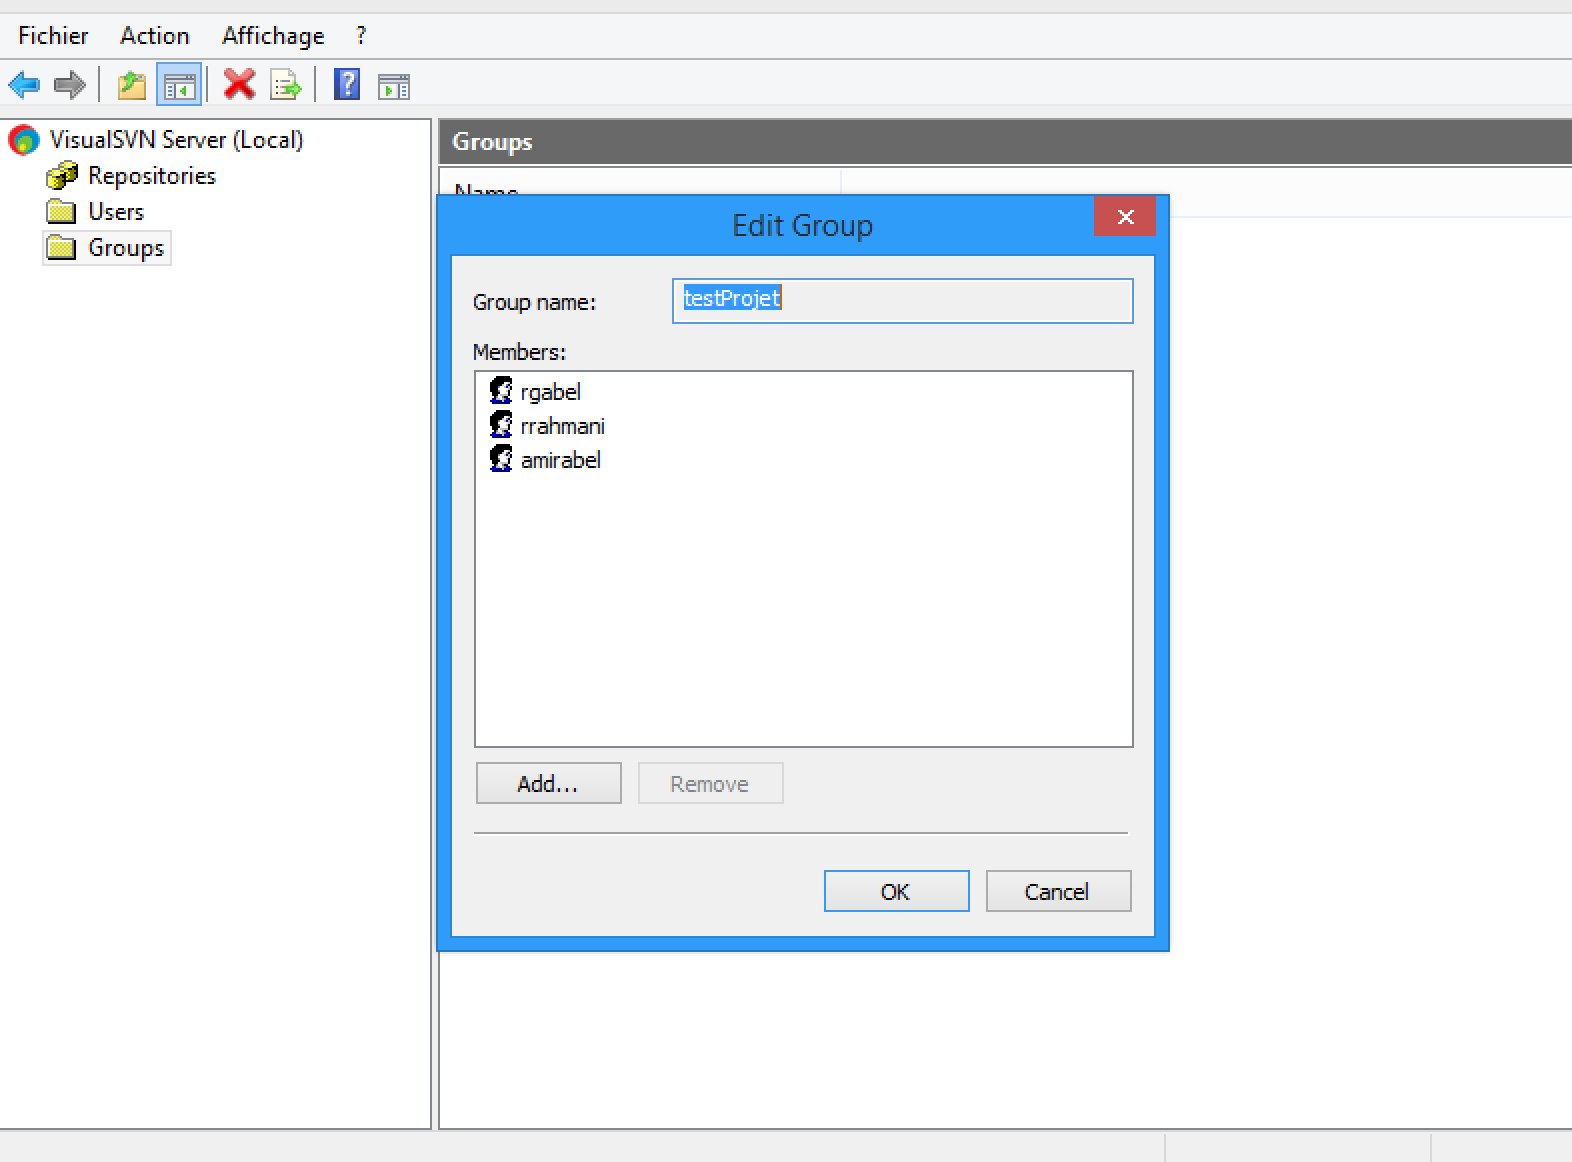 Fichier Action Affichage ?
VisualSVN Server (Local)
Repositories
Users
Groups
Groups
Name
Edit Group
Group name: testProjet
Members:
rgabel
rrahmani
amirabel
Add... Remove
OK Cancel